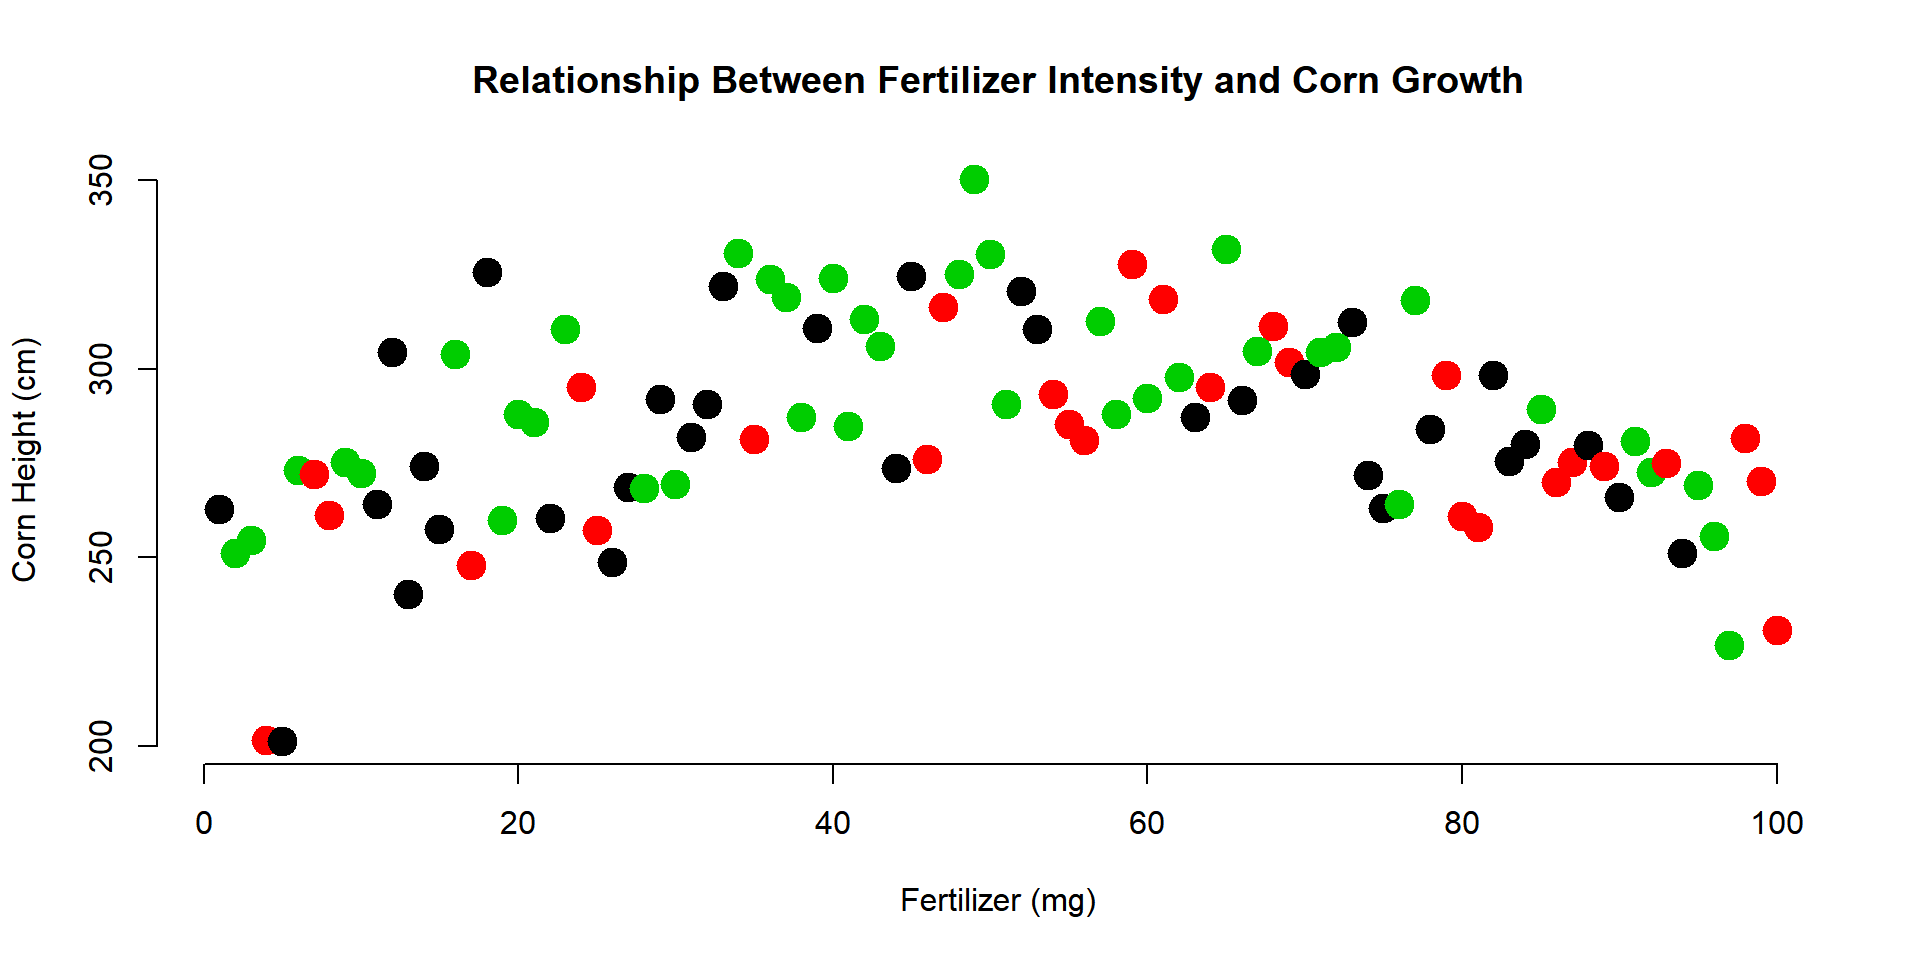 Relationship Between Fertilizer Intensity and Corn Growth
Corn Height (cm)
350
300
250
200
0 20 40 60 80 100
Fertilizer (mg)